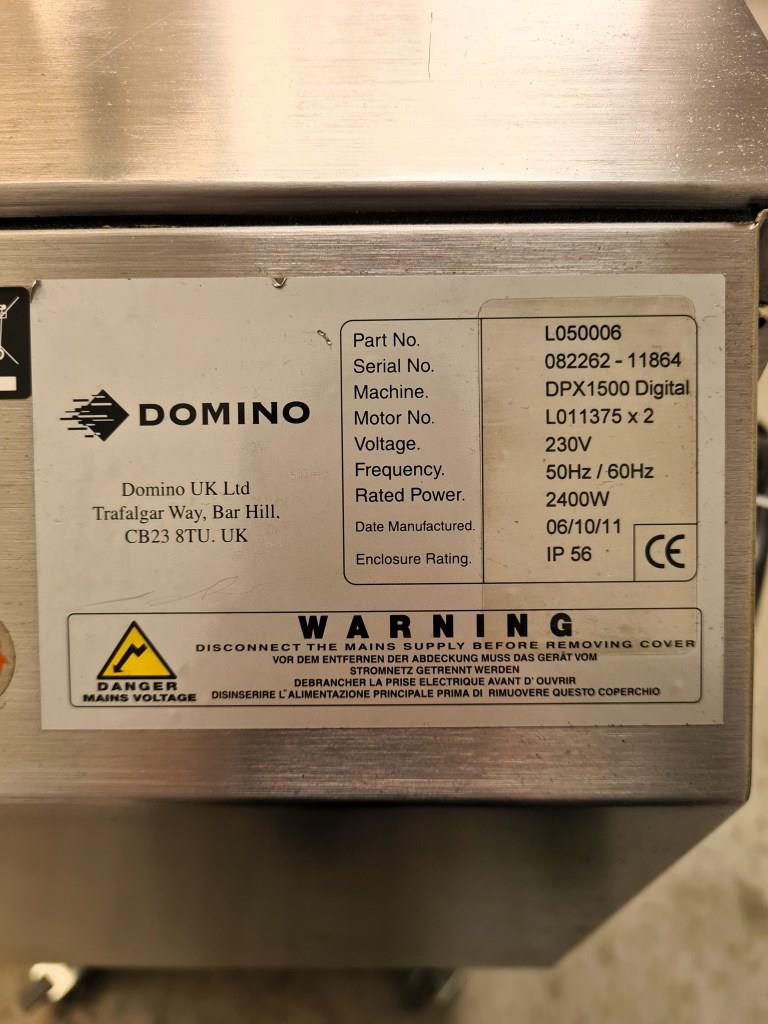 DOMINO
Domino UK Ltd
Trafalgar Way, Bar Hill,
CB23 8TU. UK
Part No. L050006
Serial No. 082262 - 11864
Machine. DPX1500 Digital
Motor No. L011375 x 2
Voltage. 230V
Frequency. 50Hz / 60Hz
Rated Power. 2400W
Date Manufactured. 06/10/11
Enclosure Rating. IP 56
CE
WARNING
DISCONNECT THE MAINS SUPPLY BEFORE REMOVING COVER
VOR DEM ENTFERNEN DER ABDECKUNG MUSS DAS GERÄT VOM
STROMNETZ GETRENNT WERDEN
DEBRANCHER LA PRISE ELECTRIQUE AVANT D' OUVRIR
DISINSERIRE L' ALIMENTAZIONE PRINCIPALE PRIMA DI RIMUOVERE QUESTO COPERCHIO
DANGER
MAINS VOLTAGE